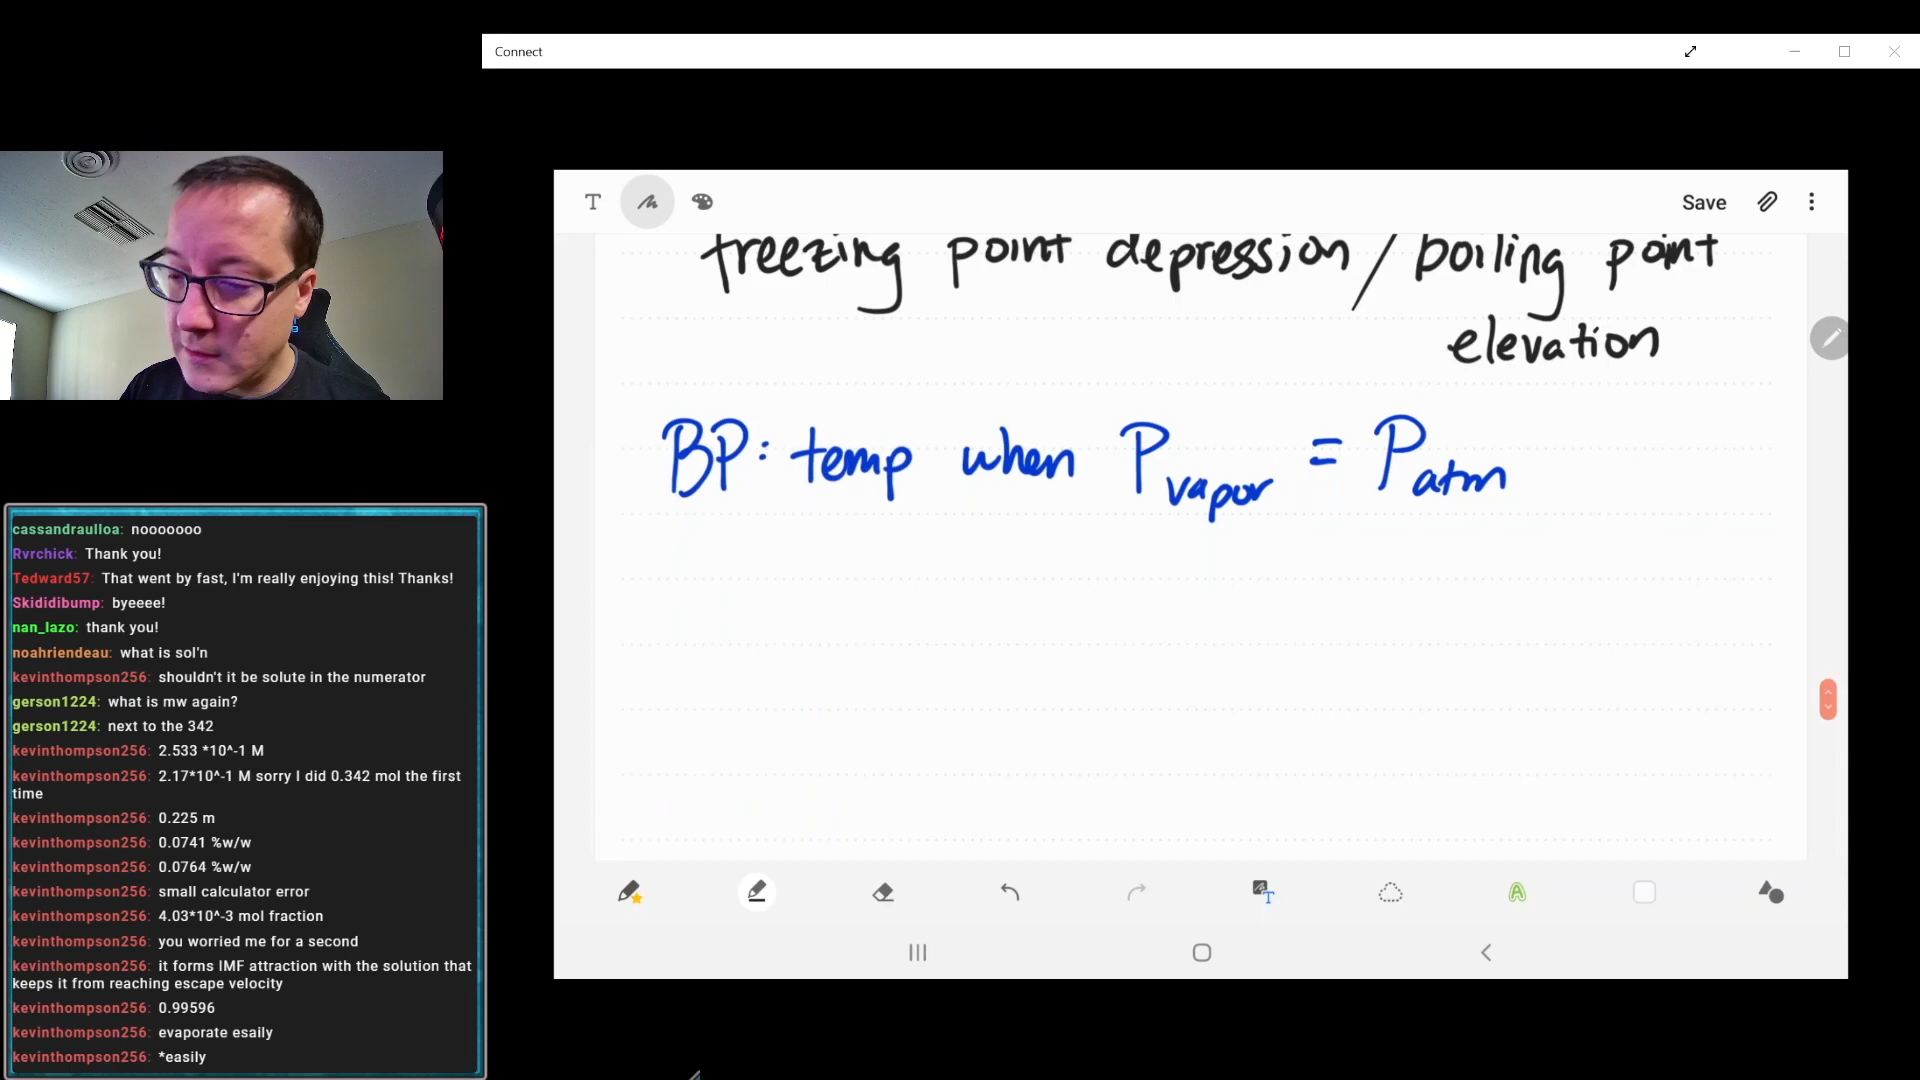 Connect
T
Save
freezing point depression / boiling point
elevation
BP: temp when Pvapor = Patm
cassandraulloa: nooooooo
Rvrchick: Thank you!
Tedward57: That went by fast, I'm really enjoying this! Thanks!
Skididibump: byeeee!
nan_lazo: thank you!
noahriendeau: what is sol'n
kevinthompson256: shouldn't it be solute in the numerator
gerson1224: what is mw again?
gerson1224: next to the 342
kevinthompson256: 2.533 *10^-1 M
kevinthompson256: 2.17*10^-1 M sorry I did 0.342 mol the first
time
kevinthompson256: 0.225 m
kevinthompson256: 0.0741 %w/w
kevinthompson256: 0.0764 %w/w
kevinthompson256: small calculator error
kevinthompson256: 4.03*10^-3 mol fraction
kevinthompson256: you worried me for a second
kevinthompson256: it forms IMF attraction with the solution that
keeps it from reaching escape velocity
kevinthompson256: 0.99596
kevinthompson256: evaporate esaily
kevinthompson256: *easily